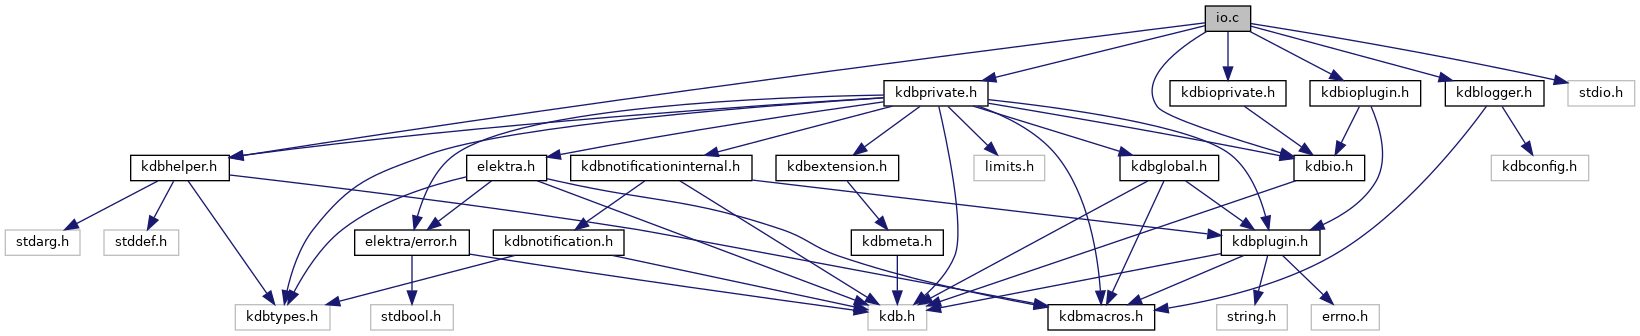 io.c
kdbprivate.h
kdbioprivate.h
kdbioplugin.h
kdblogger.h
stdio.h
kdbhelper.h
elektra.h
kdbnotificationinternal.h
kdbextension.h
limits.h
kdbglobal.h
kdbio.h
kdbconfig.h
stdarg.h
stddef.h
elektra/error.h
kdbnotification.h
kdbmeta.h
kdbplugin.h
kdbtypes.h
stdbool.h
kdb.h
kdbmacros.h
string.h
errno.h